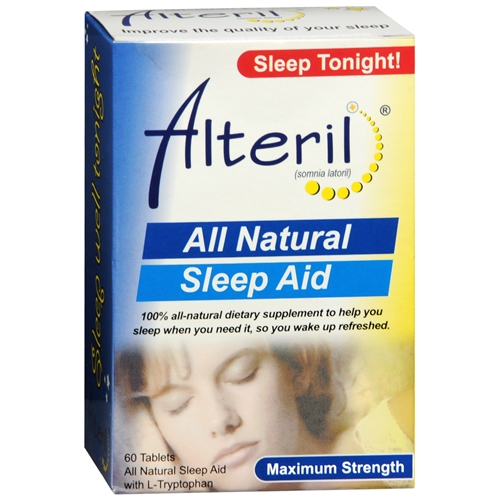 Alteril
Improve the quality of your sleep
Sleep Tonight!
Alteril®
(somnia latoril)
All Natural
Sleep Aid
100% all-natural dietary supplement to help you
sleep when you need it, so you wake up refreshed.
Sleep well tonight
60 Tablets
All Natural Sleep Aid
with L-Tryptophan
Maximum Strength